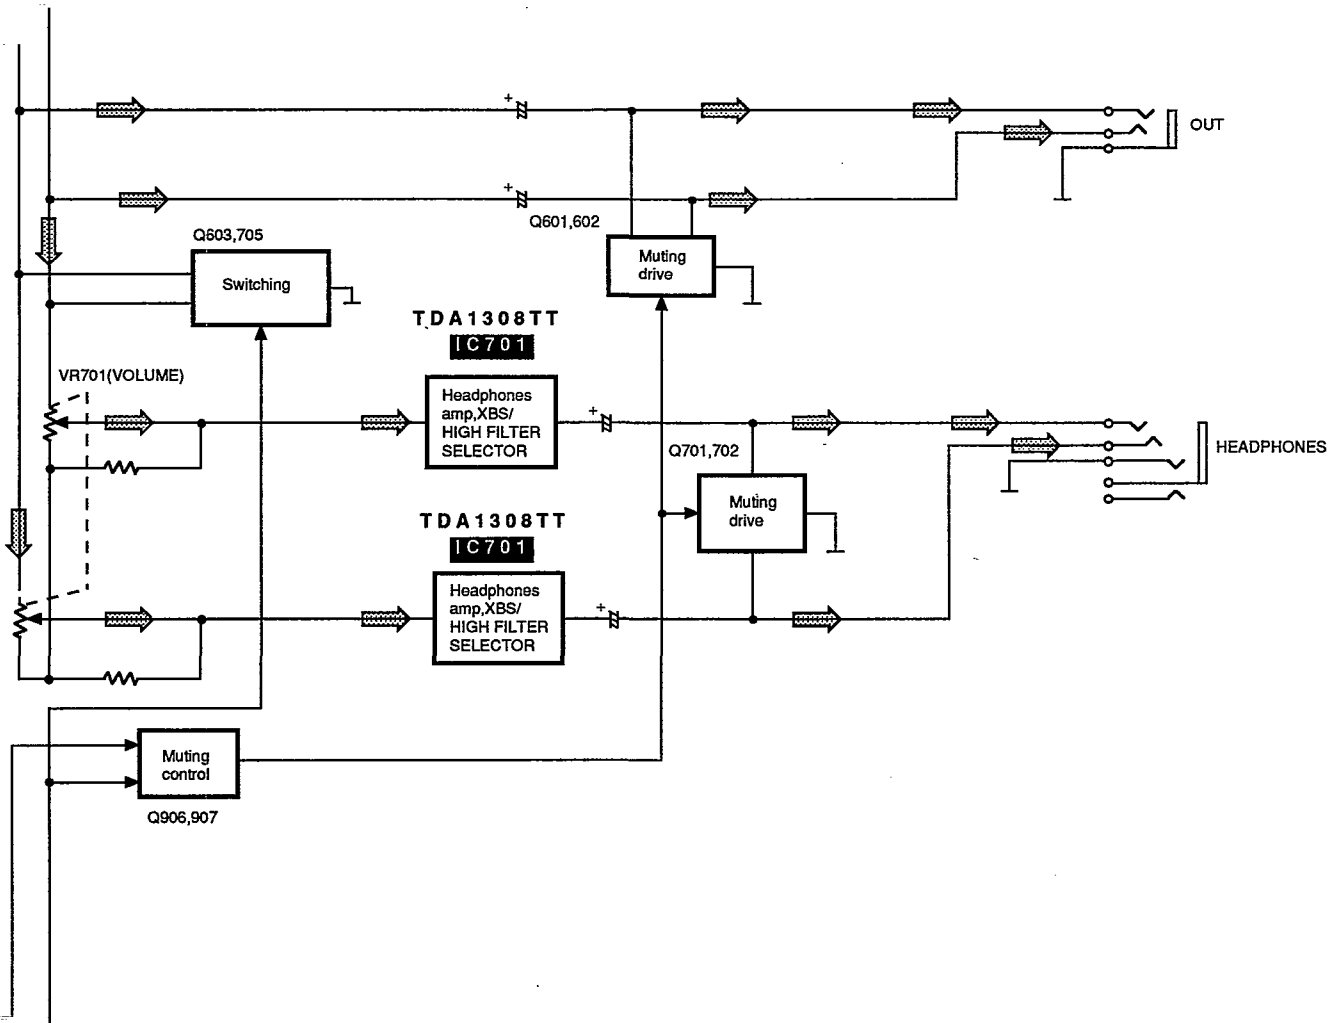 +
OUT
+
Q601,602
Q603,705
Muting
drive
Switching
TDA1308TT
IC701
VR701(VOLUME)
Headphones
amp,XBS/
HIGH FILTER
SELECTOR
+
Q701,702
HEADPHONES
Muting
drive
TDA1308TT
IC701
Headphones
amp,XBS/
HIGH FILTER
SELECTOR
+
Muting
control
Q906,907